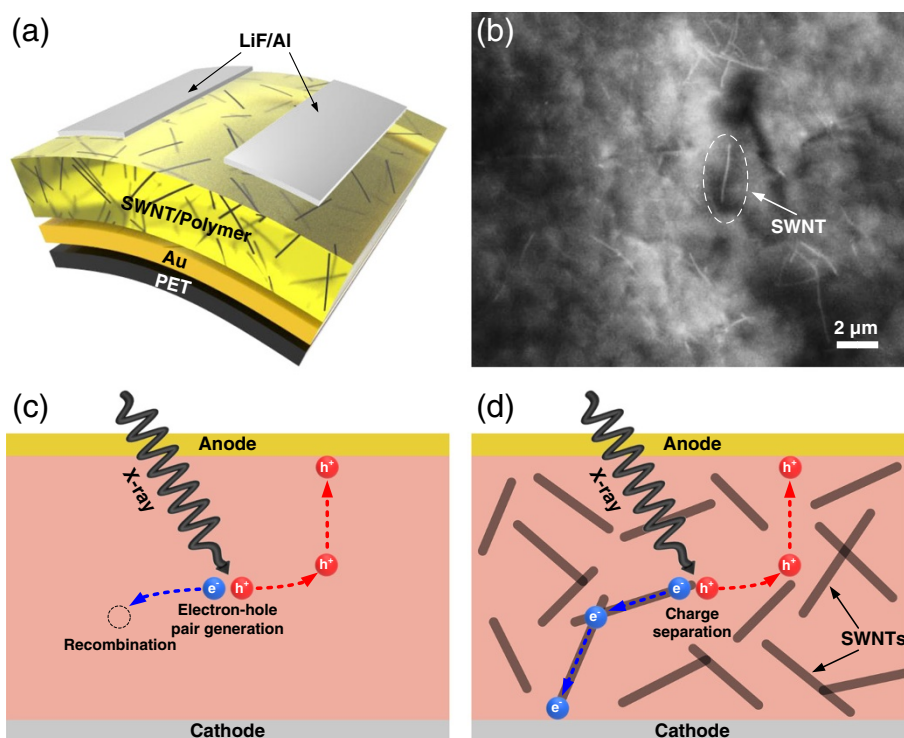 (a)
LiF/Al
SWNT/Polymer
Au
PET
(b)
SWNT
2 µm
(c)
Anode
X-ray
h⁺
h⁺
e⁻ h⁺
Electron-hole
pair generation
Recombination
Cathode
(d)
Anode
X-ray
h⁺
h⁺
e⁻ h⁺
e⁻
Charge
separation
SWNTs
e⁻
Cathode